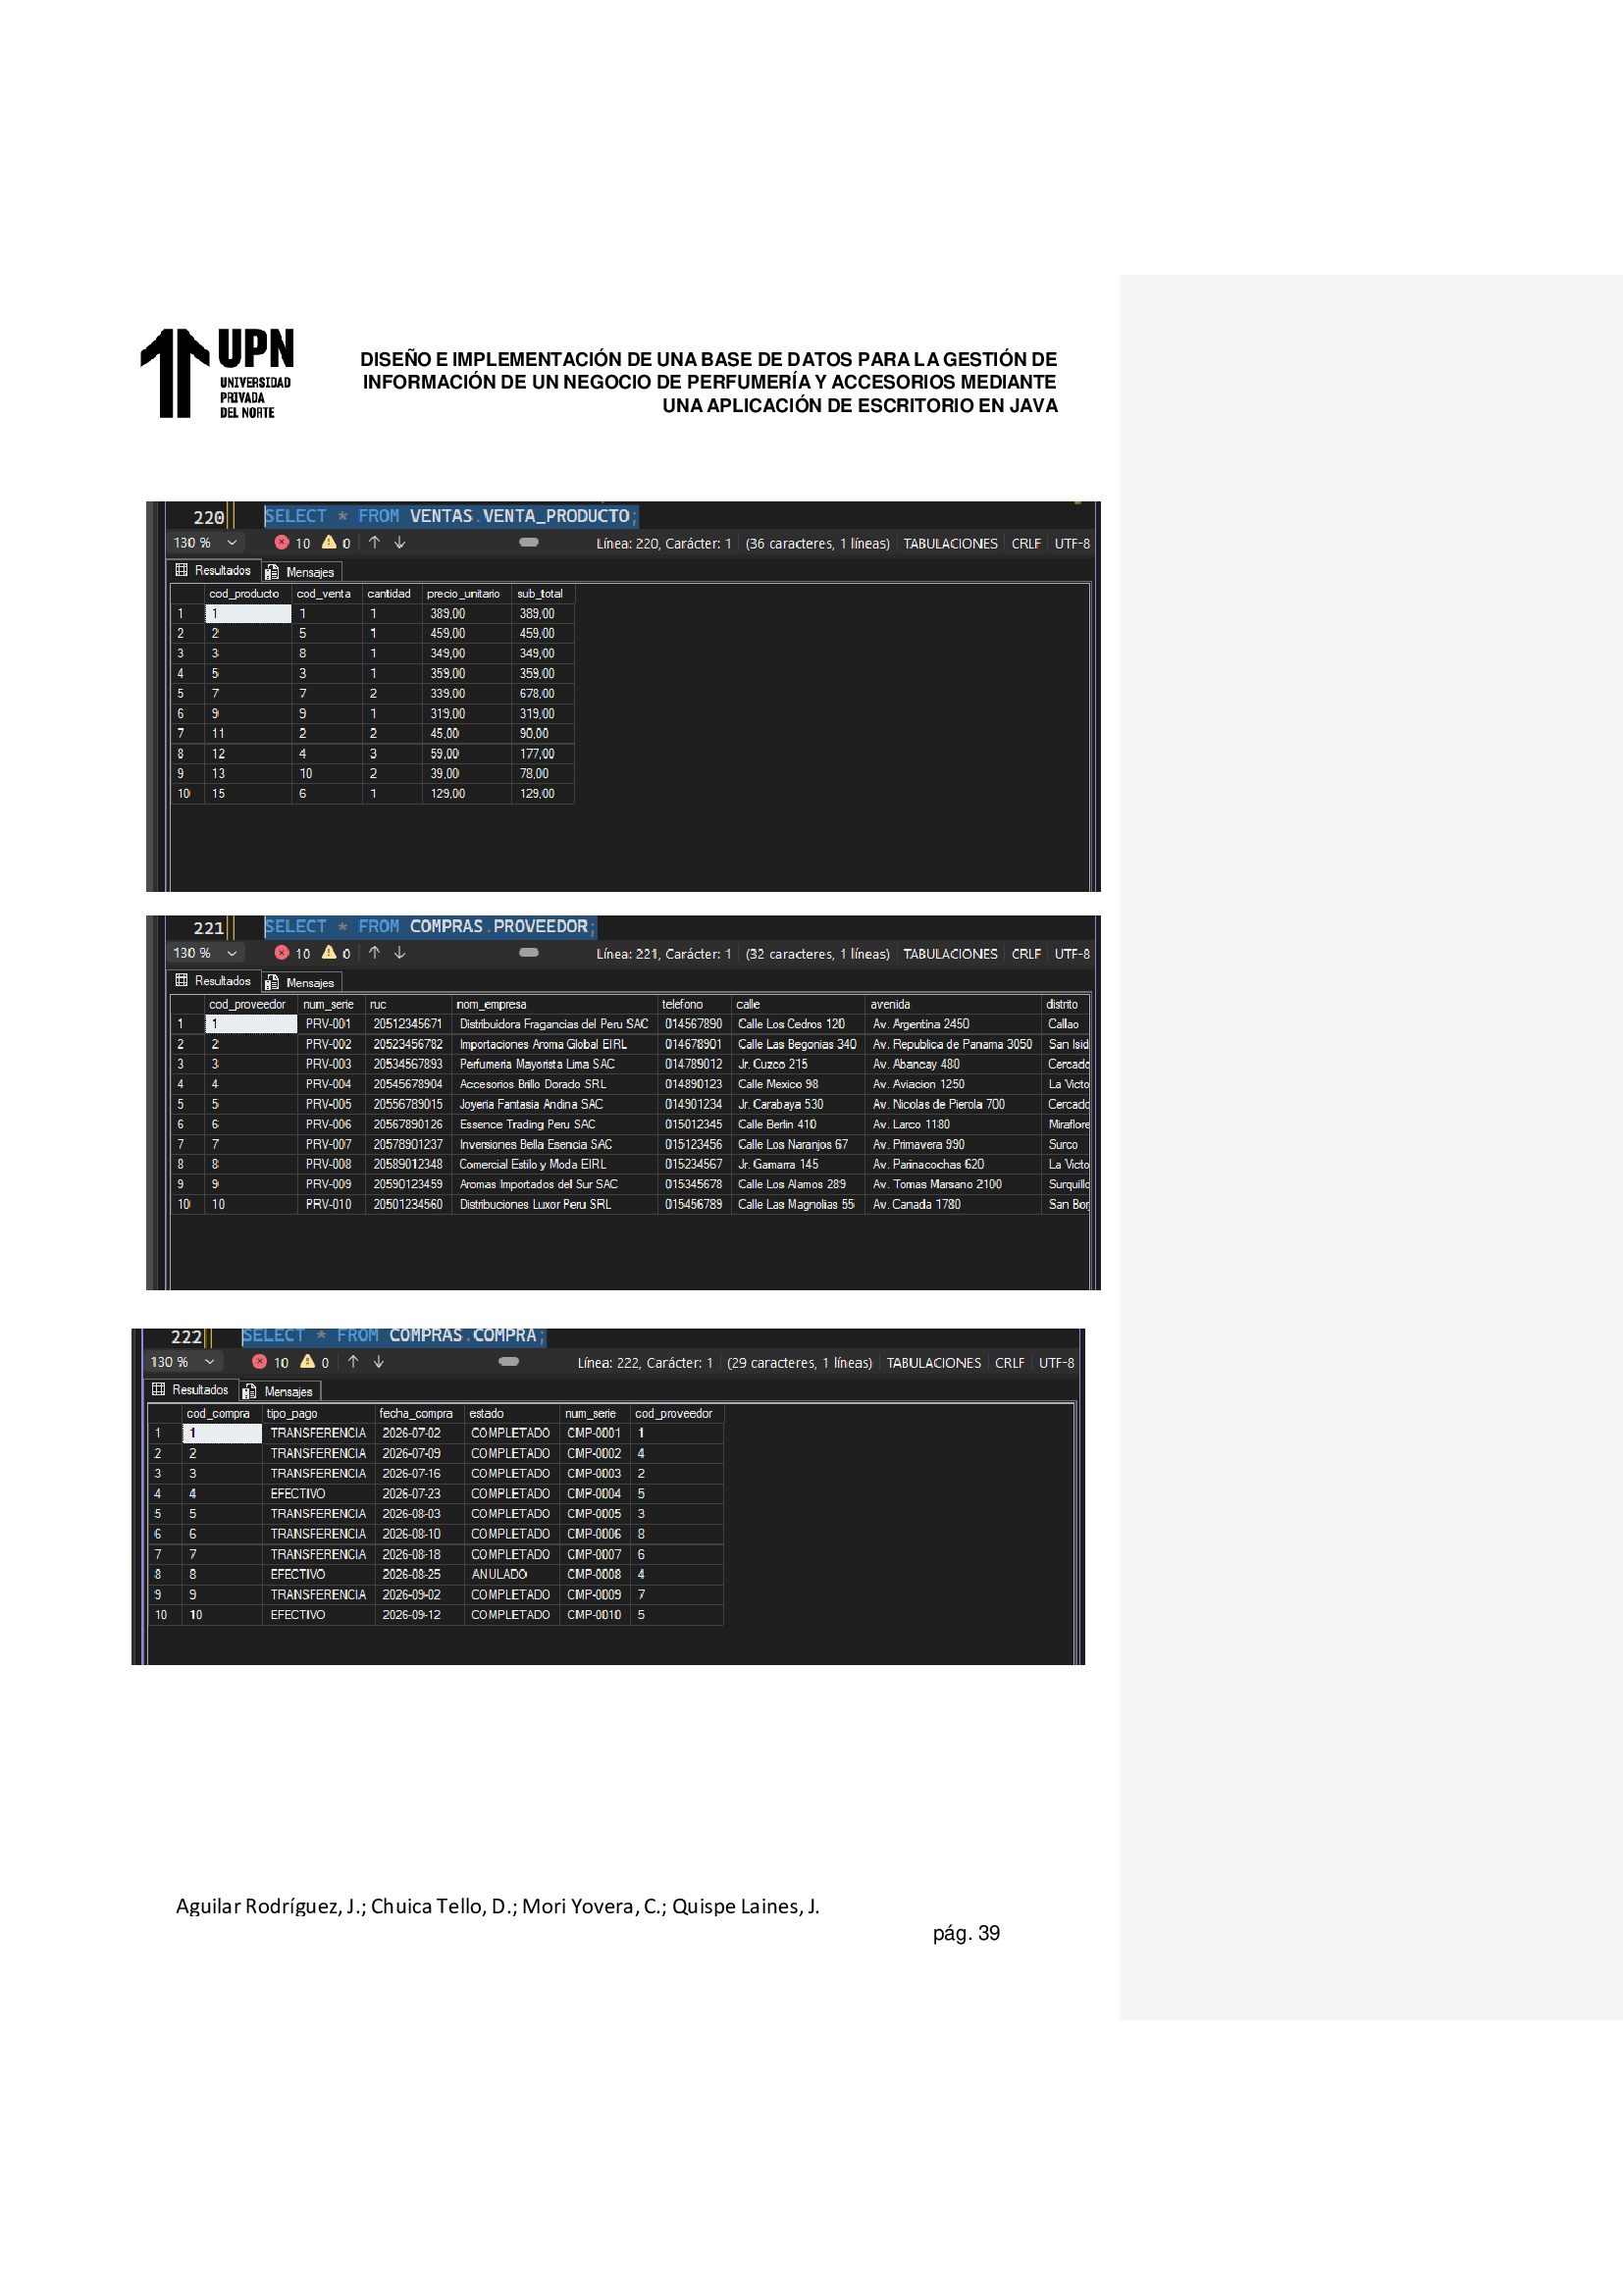 UPN
UNIVERSIDAD
PRIVADA
DEL NORTE
DISEÑO E IMPLEMENTACIÓN DE UNA BASE DE DATOS PARA LA GESTIÓN DE
INFORMACIÓN DE UN NEGOCIO DE PERFUMERÍA Y ACCESORIOS MEDIANTE
UNA APLICACIÓN DE ESCRITORIO EN JAVA
220 SELECT * FROM VENTAS.VENTA_PRODUCTO;
130 % 10 0 Línea: 220, Carácter: 1 (36 caracteres, 1 líneas) TABULACIONES CRLF UTF-8
Resultados Mensajes
cod_producto cod_venta cantidad precio_unitario sub_total
1 1 1 1 389,00 389,00
2 2 5 1 459,00 459,00
3 3 8 1 349,00 349,00
4 5 3 1 359,00 359,00
5 7 7 2 339,00 678,00
6 9 9 1 319,00 319,00
7 11 2 2 45,00 90,00
8 12 4 3 59,00 177,00
9 13 10 2 39,00 78,00
10 15 6 1 129,00 129,00
221 SELECT * FROM COMPRAS.PROVEEDOR;
130 % 10 0 Línea: 221, Carácter: 1 (32 caracteres, 1 líneas) TABULACIONES CRLF UTF-8
Resultados Mensajes
cod_proveedor num_serie ruc nom_empresa telefono calle avenida distrito
1 1 PRV-001 20512345671 Distribuidora Fragancias del Peru SAC 014567890 Calle Los Cedros 120 Av. Argentina 2450 Callao
2 2 PRV-002 20523456782 Importaciones Aroma Global EIRL 014678901 Calle Las Begonias 340 Av. Republica de Panama 3050 San Isid
3 3 PRV-003 20534567893 Perfumeria Mayorista Lima SAC 014789012 Jr. Cuzco 215 Av. Abancay 480 Cercado
4 4 PRV-004 20545678904 Accesorios Brillo Dorado SRL 014890123 Calle Mexico 98 Av. Aviacion 1250 La Victo
5 5 PRV-005 20556789015 Joyeria Fantasia Andina SAC 014901234 Jr. Carabaya 530 Av. Nicolas de Pierola 700 Cercado
6 6 PRV-006 20567890126 Essence Trading Peru SAC 015012345 Calle Berlin 410 Av. Larco 1180 Miraflore
7 7 PRV-007 20578901237 Inversiones Bella Esencia SAC 015123456 Calle Los Naranjos 67 Av. Primavera 990 Surco
8 8 PRV-008 20589012348 Comercial Estilo y Moda EIRL 015234567 Jr. Gamarra 145 Av. Parinacochas 620 La Victo
9 9 PRV-009 20590123459 Aromas Importados del Sur SAC 015345678 Calle Los Alamos 289 Av. Tomas Marsano 2100 Surquillo
10 10 PRV-010 20501234560 Distribuciones Luxor Peru SRL 015456789 Calle Las Magnolias 55 Av. Canada 1780 San Bor
222 SELECT * FROM COMPRAS.COMPRA;
130 % 10 0 Línea: 222, Carácter: 1 (29 caracteres, 1 líneas) TABULACIONES CRLF UTF-8
Resultados Mensajes
cod_compra tipo_pago fecha_compra estado num_serie cod_proveedor
1 1 TRANSFERENCIA 2026-07-02 COMPLETADO CMP-0001 1
2 2 TRANSFERENCIA 2026-07-09 COMPLETADO CMP-0002 4
3 3 TRANSFERENCIA 2026-07-16 COMPLETADO CMP-0003 2
4 4 EFECTIVO 2026-07-23 COMPLETADO CMP-0004 5
5 5 TRANSFERENCIA 2026-08-03 COMPLETADO CMP-0005 3
6 6 TRANSFERENCIA 2026-08-10 COMPLETADO CMP-0006 8
7 7 TRANSFERENCIA 2026-08-18 COMPLETADO CMP-0007 6
8 8 EFECTIVO 2026-08-25 ANULADO CMP-0008 4
9 9 TRANSFERENCIA 2026-09-02 COMPLETADO CMP-0009 7
10 10 EFECTIVO 2026-09-12 COMPLETADO CMP-0010 5
Aguilar Rodríguez, J.; Chuica Tello, D.; Mori Yovera, C.; Quispe Laines, J.
pág. 39